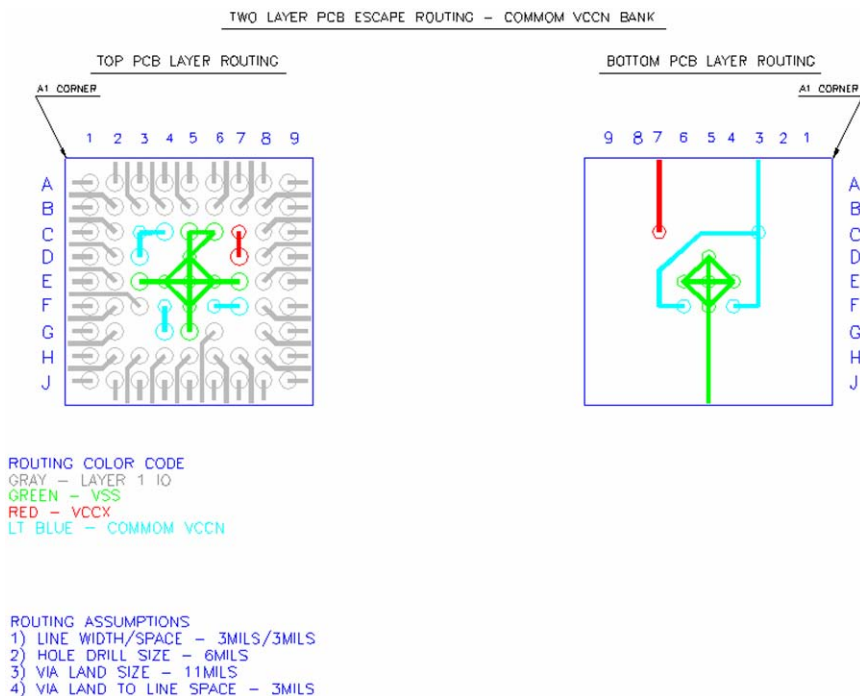 TWO LAYER PCB ESCAPE ROUTING – COMMOM VCCN BANK
TOP PCB LAYER ROUTING
BOTTOM PCB LAYER ROUTING
A1 CORNER
A1 CORNER
1 2 3 4 5 6 7 8 9
9 8 7 6 5 4 3 2 1
A
B
C
D
E
F
G
H
J
A
B
C
D
E
F
G
H
J
ROUTING COLOR CODE
GRAY – LAYER 1 IO
GREEN – VSS
RED – VCCX
LT BLUE – COMMOM VCCN
ROUTING ASSUMPTIONS
1) LINE WIDTH/SPACE – 3MILS/3MILS
2) HOLE DRILL SIZE – 6MILS
3) VIA LAND SIZE – 11MILS
4) VIA LAND TO LINE SPACE – 3MILS